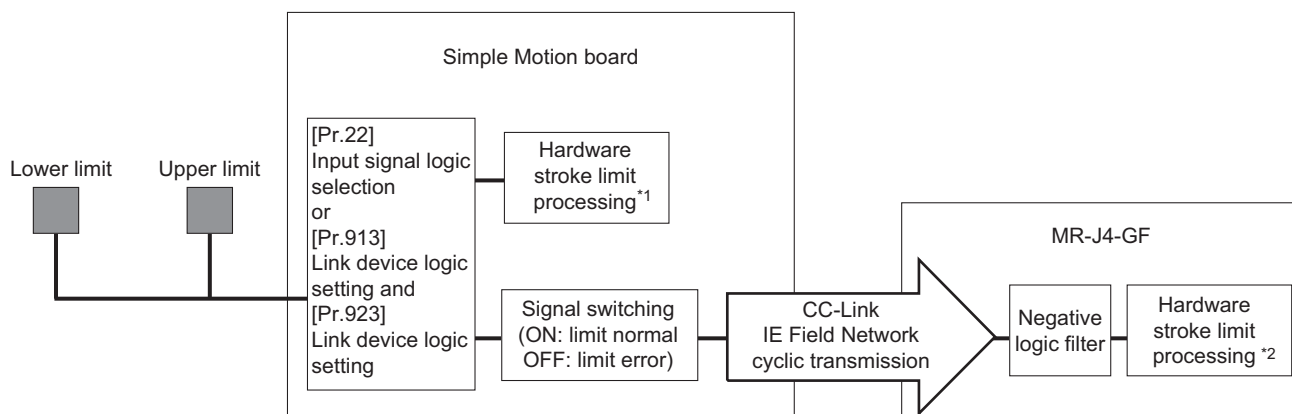 Simple Motion board
Lower limit
Upper limit
[Pr.22]
Input signal logic
selection
or
[Pr.913]
Link device logic
setting and
[Pr.923]
Link device logic
setting
Hardware
stroke limit
processing*1
Signal switching
(ON: limit normal
OFF: limit error)
CC-Link
IE Field Network
cyclic transmission
MR-J4-GF
Negative
logic filter
Hardware
stroke limit
processing *2